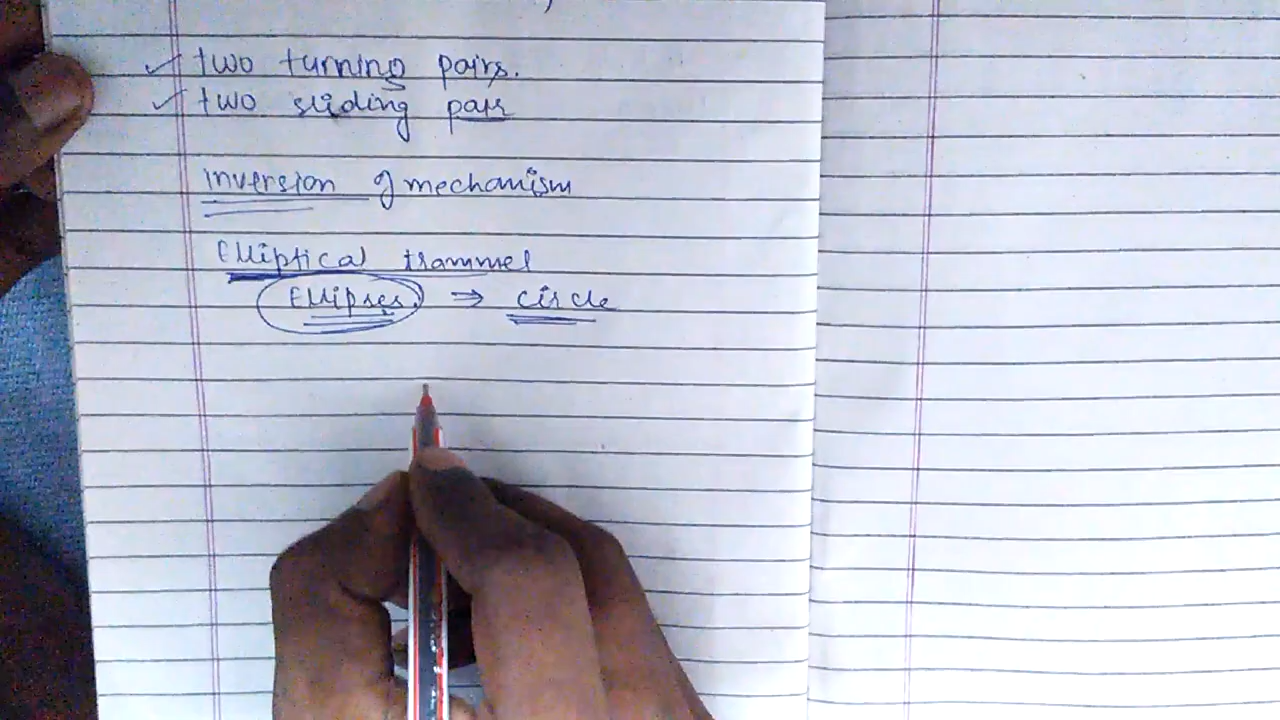 ✓ two turning pairs.
✓ two sliding pair
inversion of mechanism
Elliptical trammel
Ellipses. ⇒ circle